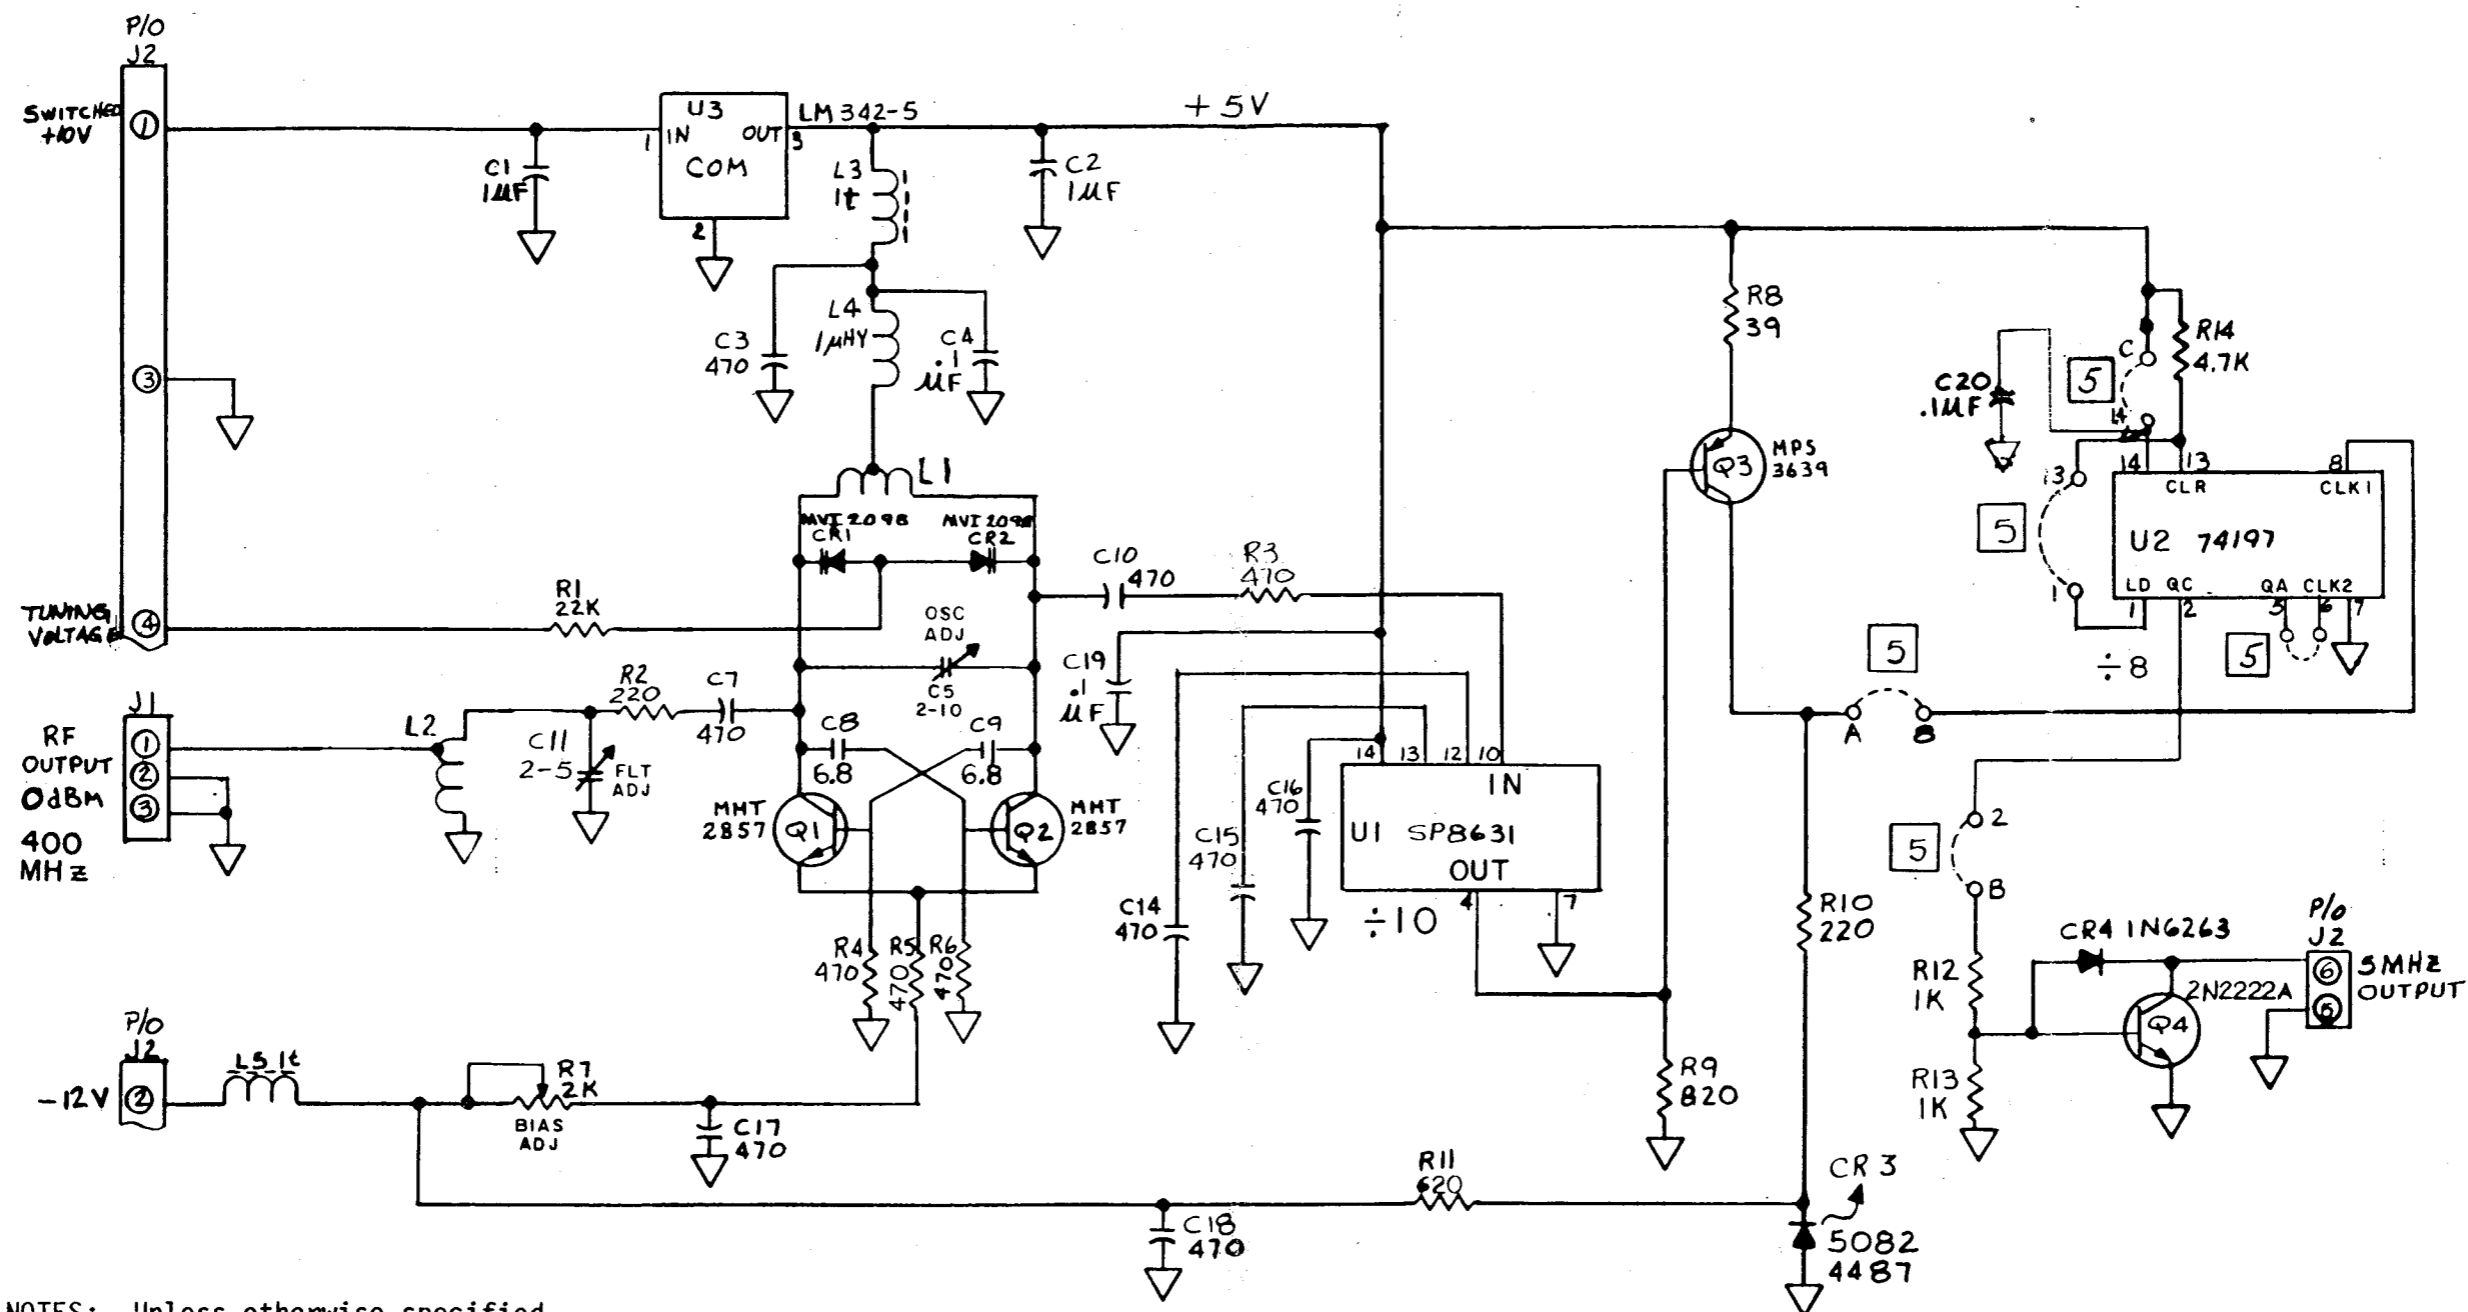 P/O
J2
SWITCHED
+10V
1
3
TUNING
VOLTAGE
4
U3
LM342-5
1
IN
OUT
3
COM
2
C1
1µF
L3
1t
C2
1µF
+5V
L4
1µHY
C3
470
C4
.1
µF
L1
CR1
CR2
R1
22K
OSC
ADJ
C5
2-10
C10
470
R3
470
C19
.1
µF
R2
220
C7
470
J1
RF
OUTPUT
0dBm
400
MHz
1
2
3
L2
C11
2-5
FLT
ADJ
C8
6.8
C9
6.8
MHT
2857
Q1
Q2
MHT
2857
R4
470
R5
470
R6
470
P/O
J2
-12V
2
L5 1t
R7
2K
BIAS
ADJ
C17
470
C18
470
R11
620
C14
470
C15
470
C16
470
14
13
12
10
IN
U1 SP8631
OUT
÷10
4
7
R8
39
Q3
MPS
3639
R9
820
R10
220
CR3
5082
4487
5
A
B
C20
.1µF
C
5
14
R14
4.7K
13
5
1
14
13
8
CLR
CLK1
U2 74197
LD
QC
QA
CLK2
1
2
5
6
7
÷8
5
2
5
B
R12
1K
R13
1K
CR4 1N6263
2N2222A
Q4
P/O
J2
6
5
5MHz
OUTPUT
NOTES: Unless otherwise specified